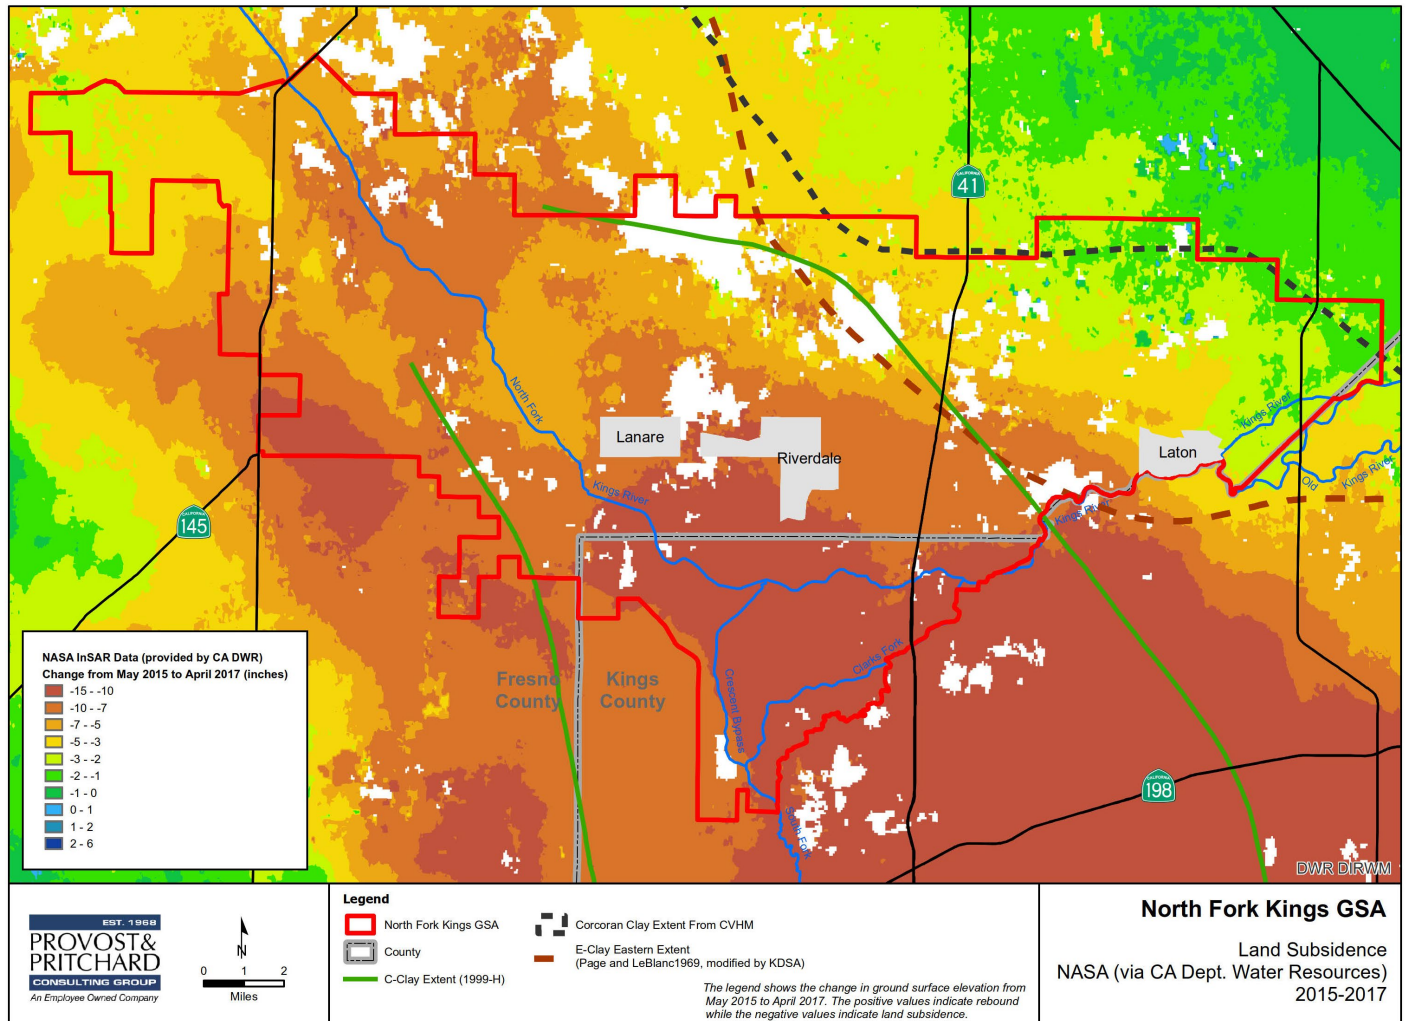 CALIFORNIA
41
North Fork
Lanare
Riverdale
Kings River
Laton
Kings River
Old
Kings River
Kings River
CALIFORNIA
145
Clarks Fork
Crescent Bypass
Fresno
County
Kings
County
CALIFORNIA
198
South Fork
DWR DIRWM
NASA InSAR Data (provided by CA DWR)
Change from May 2015 to April 2017 (inches)
-15 - -10
-10 - -7
-7 - -5
-5 - -3
-3 - -2
-2 - -1
-1 - 0
0 - 1
1 - 2
2 - 6
EST. 1968
PROVOST&
PRITCHARD
CONSULTING GROUP
An Employee Owned Company
N
0 1 2
Miles
Legend
North Fork Kings GSA
County
C-Clay Extent (1999-H)
Corcoran Clay Extent From CVHM
E-Clay Eastern Extent
(Page and LeBlanc1969, modified by KDSA)
The legend shows the change in ground surface elevation from
May 2015 to April 2017. The positive values indicate rebound
while the negative values indicate land subsidence.
North Fork Kings GSA
Land Subsidence
NASA (via CA Dept. Water Resources)
2015-2017